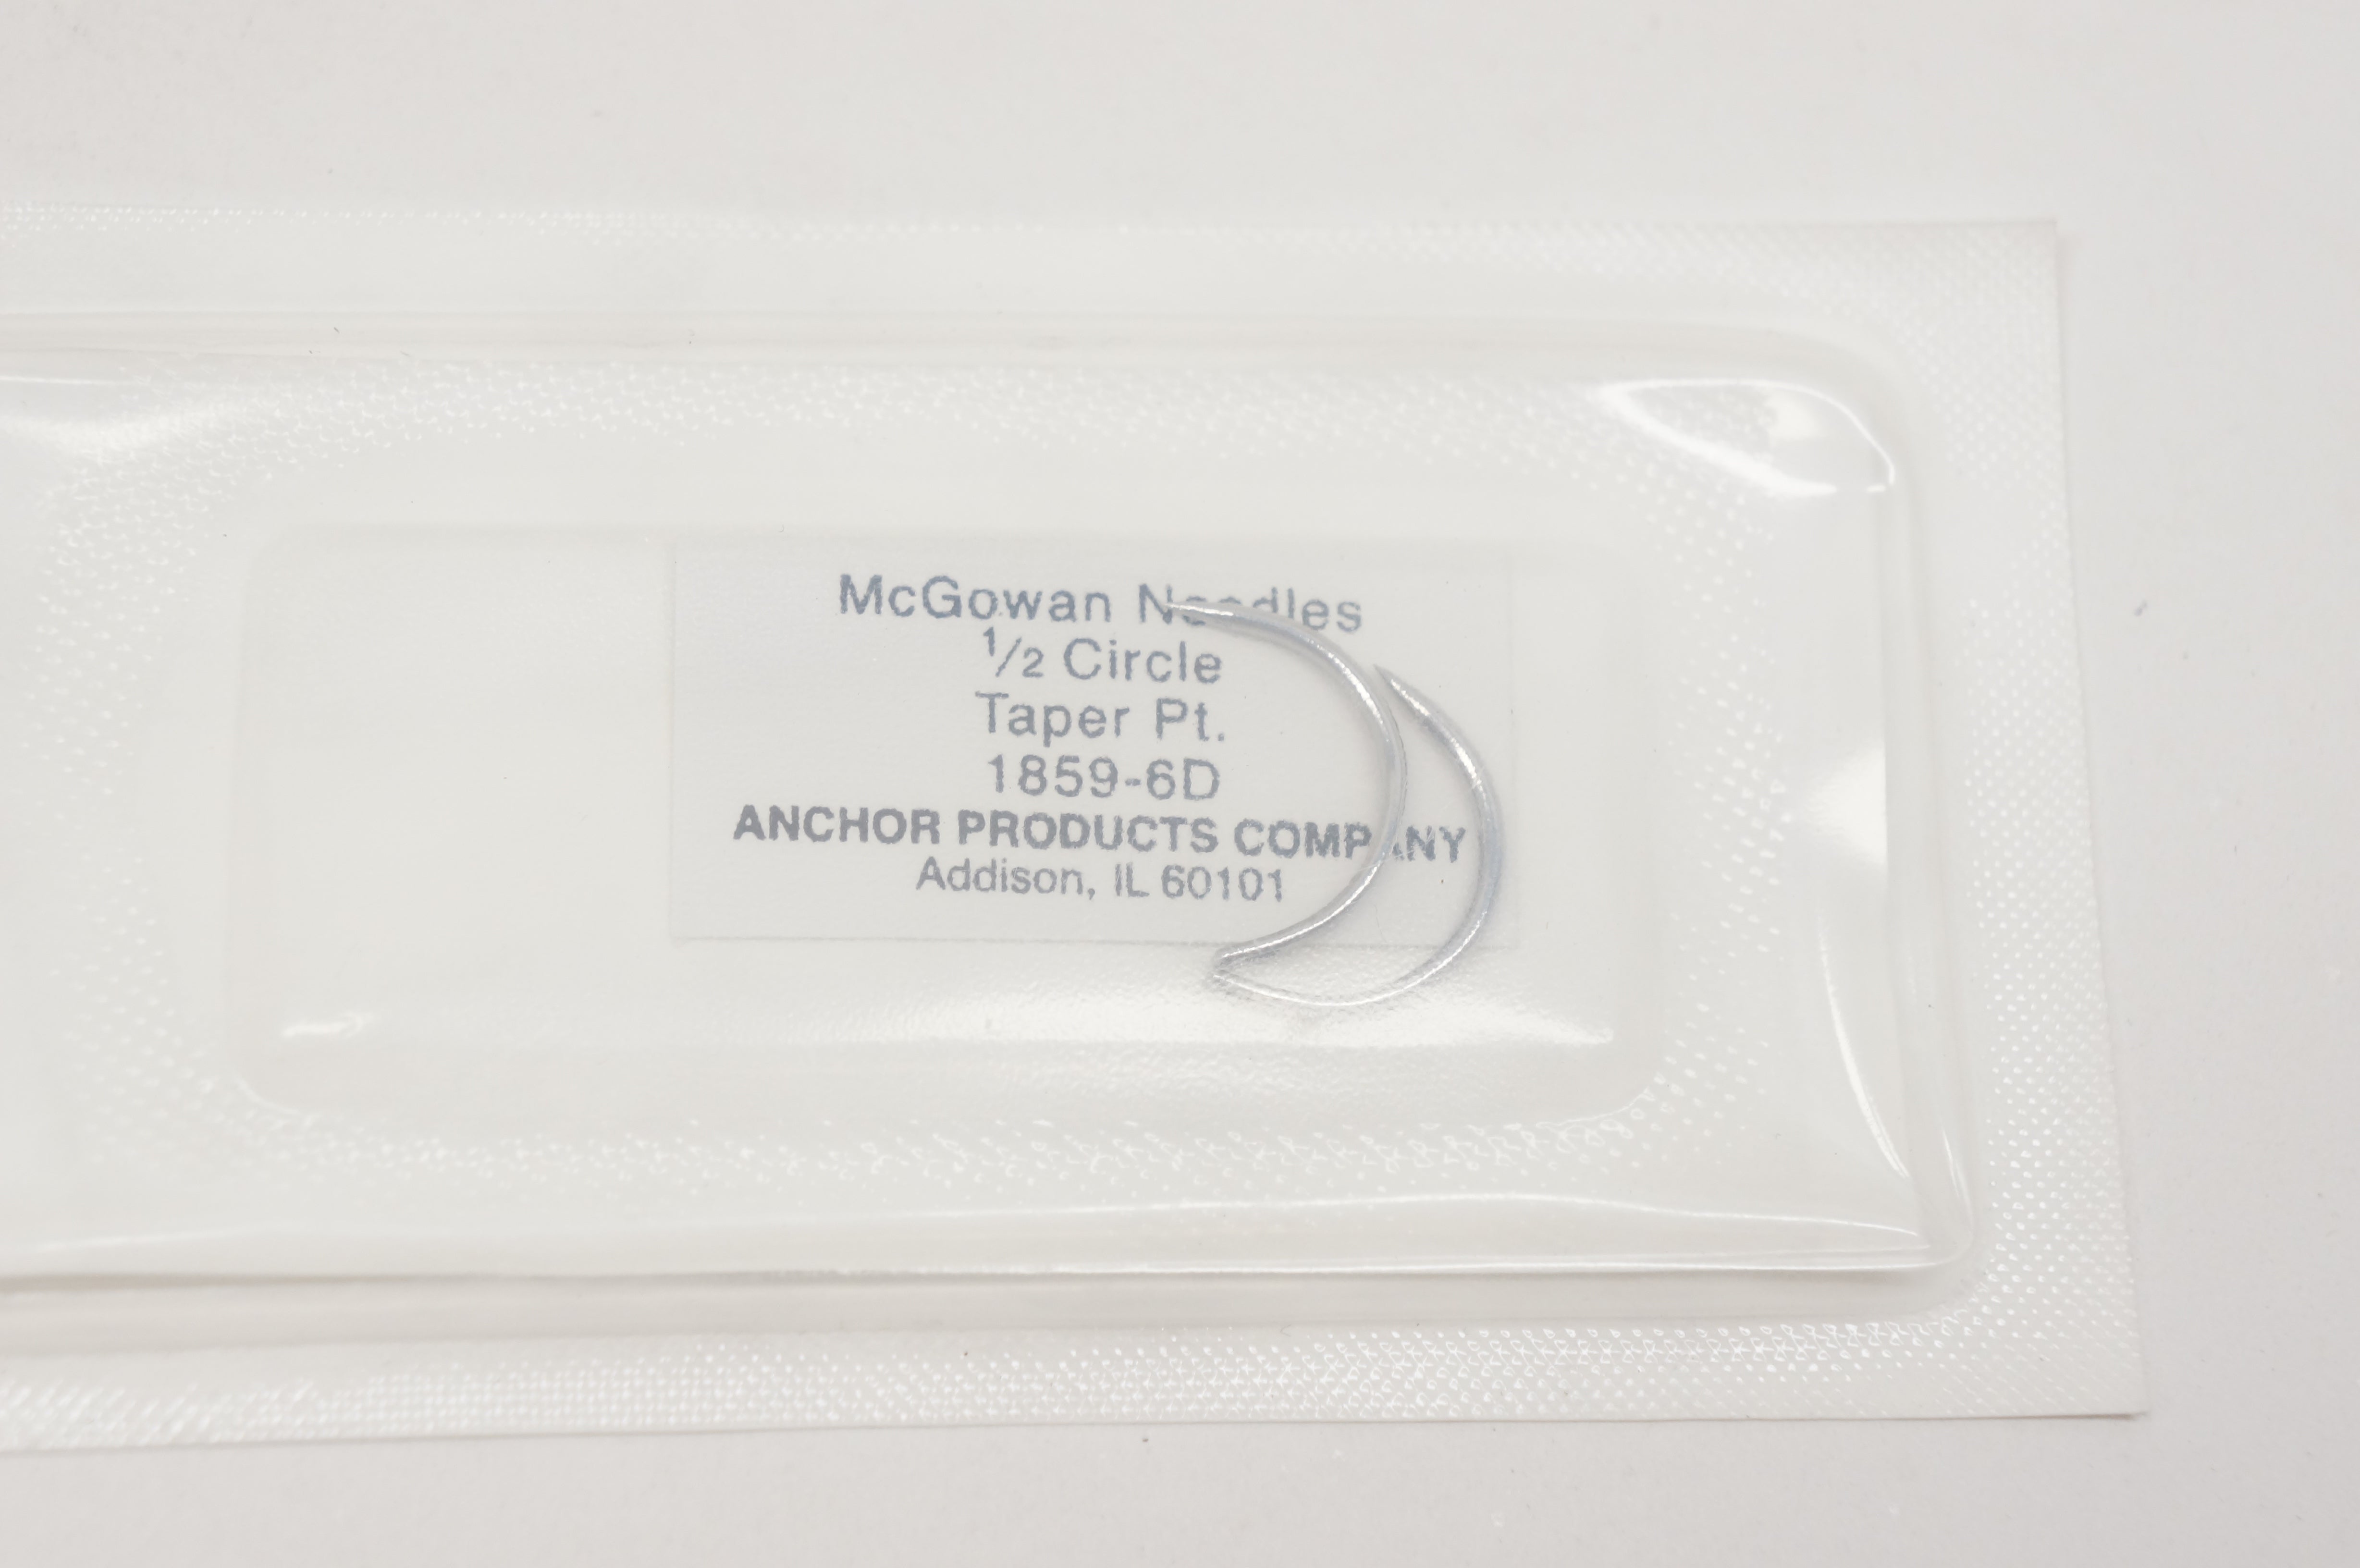 McGowan Needles
½ Circle
Taper Pt.
1859-6D
ANCHOR PRODUCTS COMPANY
Addison, IL 60101